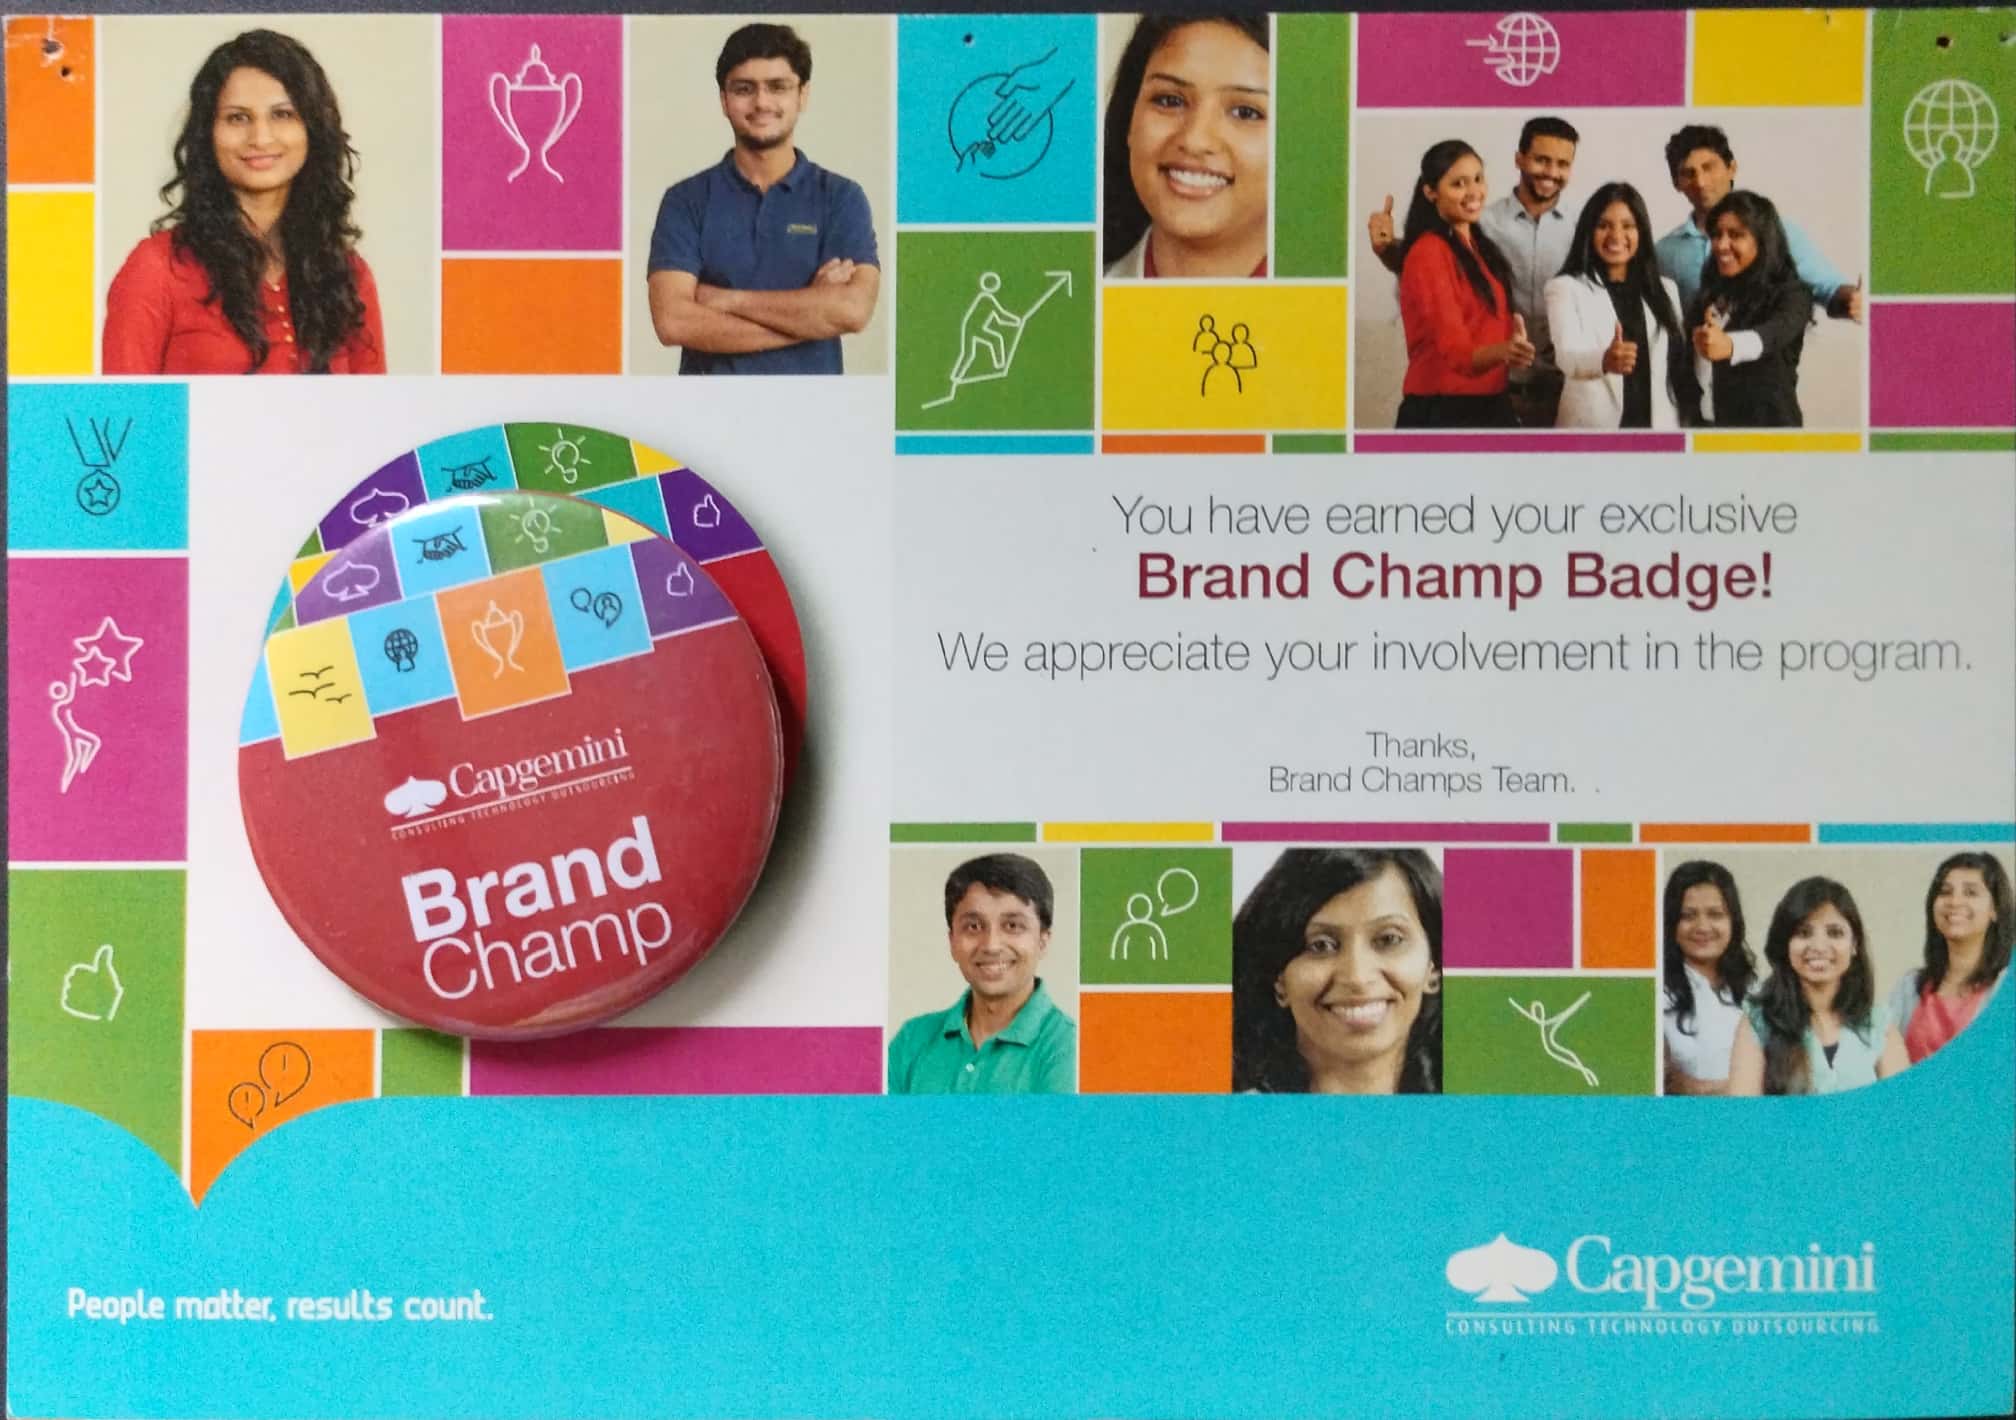 Capgemini
CONSULTING TECHNOLOGY OUTSOURCING
Brand
Champ
You have earned your exclusive
Brand Champ Badge!
We appreciate your involvement in the program.
Thanks,
Brand Champs Team.
People matter, results count.
Capgemini
CONSULTING TECHNOLOGY OUTSOURCING